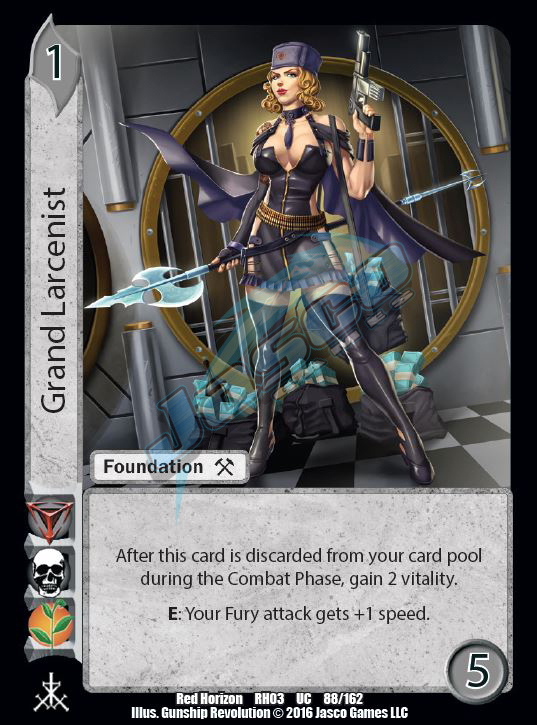 1
Grand Larcenist
JASCO
Foundation
After this card is discarded from your card pool
during the Combat Phase, gain 2 vitality.
E: Your Fury attack gets +1 speed.
5
Red Horizon RH03 UC 88/162
Illus. Gunship Revolution © 2016 Jasco Games LLC